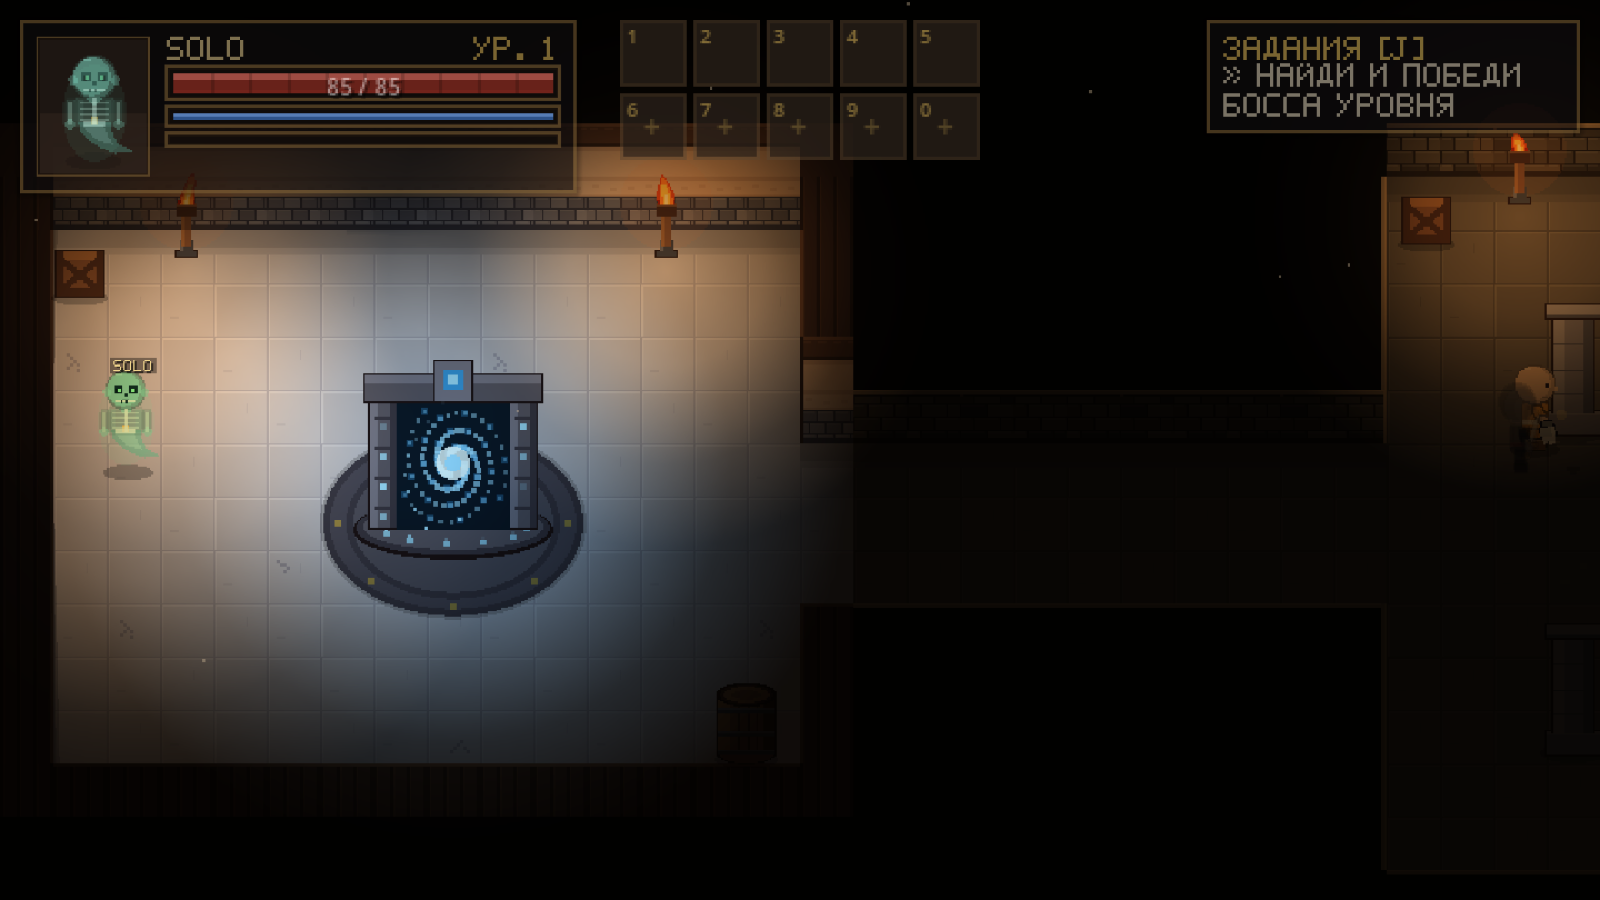 SOLO УР. 1
85/85
1 2 3 4 5
6 7 8 9 0
ЗАДАНИЯ [J]
» НАЙДИ И ПОБЕДИ
БОССА УРОВНЯ
SOLO